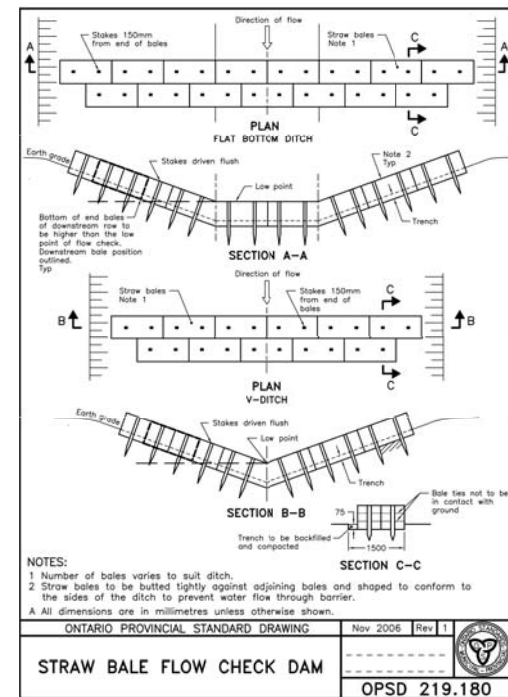 Direction of flow
Stakes 150mm
from end of bales
Straw bales
Note 1
C
A
A
C
PLAN
FLAT BOTTOM DITCH
Earth grade
Stakes driven flush
Note 2
Typ
Low point
Trench
Bottom of end bales
of downstream row to
be higher than the low
point of flow check.
Downstream bale position
outlined.
Typ
SECTION A-A
Direction of flow
Straw bales
Note 1
Stakes 150mm
from end of
bales
C
B
B
C
PLAN
V-DITCH
Earth grade
Stakes driven flush
Low point
Trench
SECTION B-B
Bale ties not to be
in contact with
ground
75
Trench to be backfilled
and compacted
1500
SECTION C-C
NOTES:
1 Number of bales varies to suit ditch.
2 Straw bales to be butted tightly against adjoining bales and shaped to conform to
the sides of the ditch to prevent water flow through barrier.
A All dimensions are in millimetres unless otherwise shown.
ONTARIO PROVINCIAL STANDARD DRAWING
Nov 2006 Rev 1
STRAW BALE FLOW CHECK DAM
OPSD 219.180